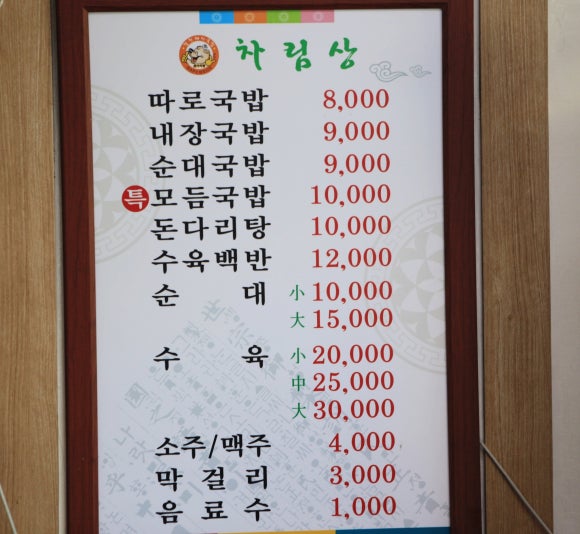 차림상
따로국밥 8,000
내장국밥 9,000
순대국밥 9,000
특 모듬국밥 10,000
돈다리탕 10,000
수육백반 12,000
순대 小 10,000
大 15,000
수육 小 20,000
中 25,000
大 30,000
소주/맥주 4,000
막걸리 3,000
음료수 1,000